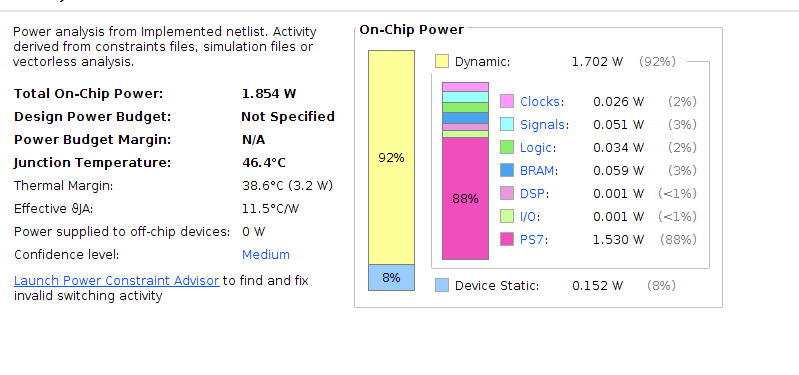 Power analysis from Implemented netlist. Activity
derived from constraints files, simulation files or
vectorless analysis.
Total On-Chip Power: 1.854 W
Design Power Budget: Not Specified
Power Budget Margin: N/A
Junction Temperature: 46.4°C
Thermal Margin: 38.6°C (3.2 W)
Effective ϑJA: 11.5°C/W
Power supplied to off-chip devices: 0 W
Confidence level: Medium
Launch Power Constraint Advisor to find and fix
invalid switching activity
On-Chip Power
92%
8%
Dynamic: 1.702 W (92%)
88%
Clocks: 0.026 W (2%)
Signals: 0.051 W (3%)
Logic: 0.034 W (2%)
BRAM: 0.059 W (3%)
DSP: 0.001 W (<1%)
I/O: 0.001 W (<1%)
PS7: 1.530 W (88%)
Device Static: 0.152 W (8%)